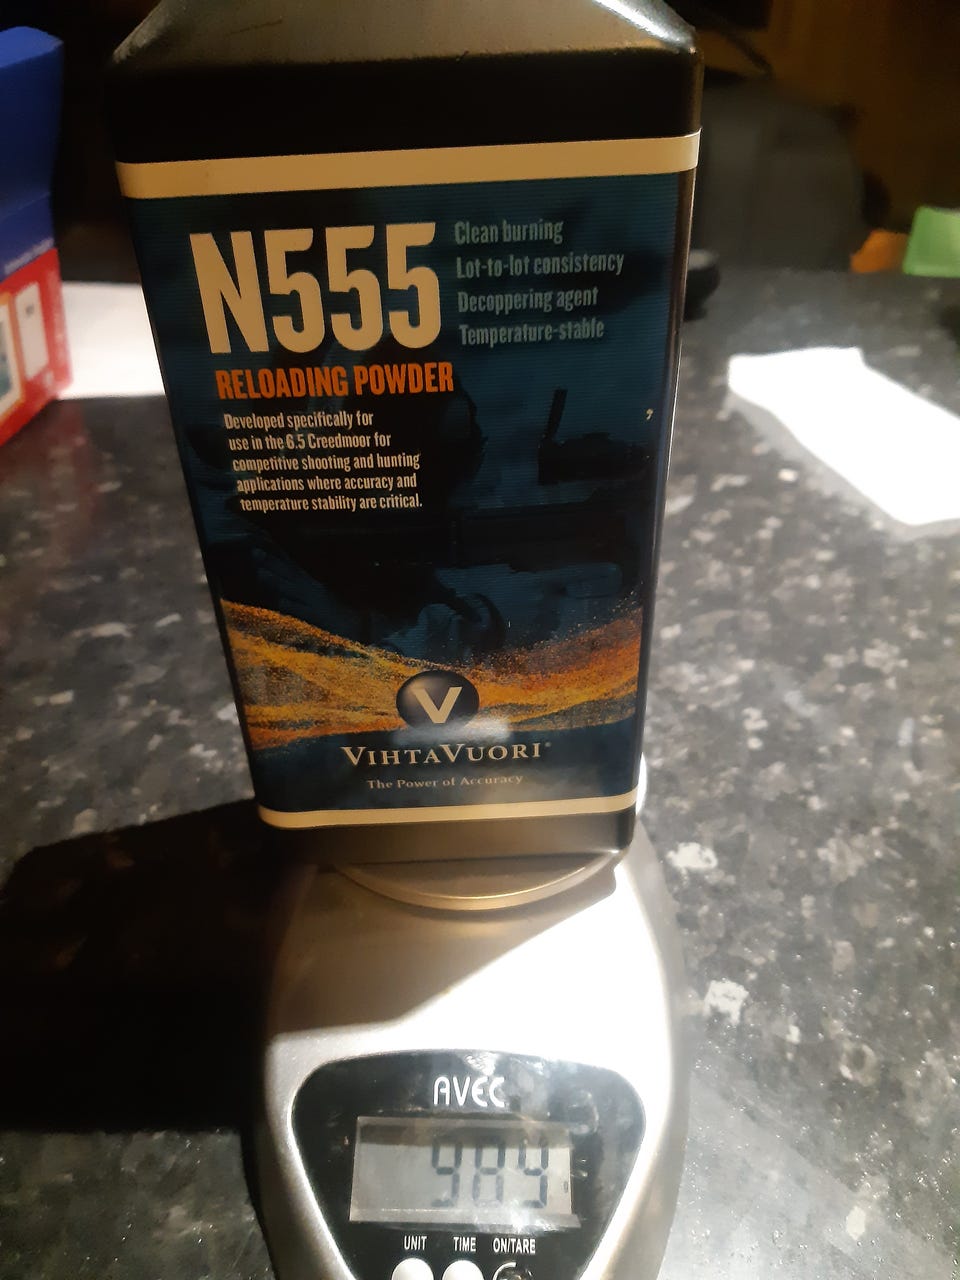 N555
Clean burning
Lot-to-lot consistency
Decoppering agent
Temperature-stable
RELOADING POWDER
Developed specifically for
use in the 6.5 Creedmoor for
competitive shooting and hunting
applications where accuracy and
temperature stability are critical.
V
VIHTAVUORI®
The Power of Accuracy
AVEC
984
UNIT TIME ON/TARE